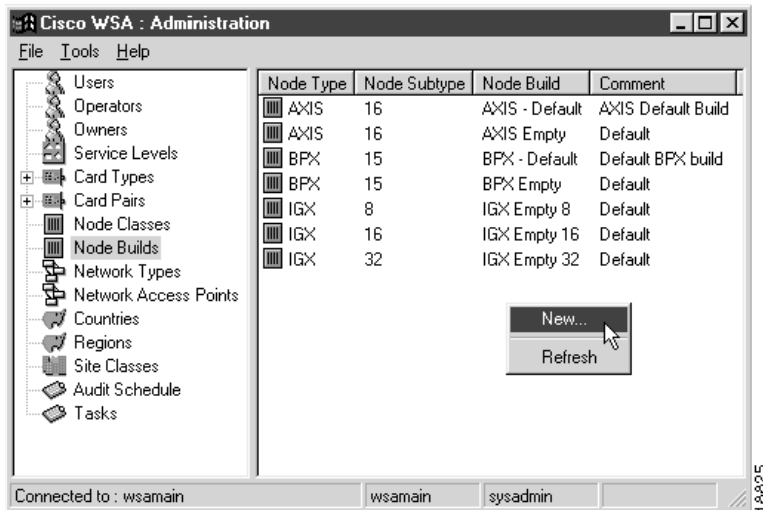 Cisco WSA : Administration
File Tools Help
Users
Operators
Owners
Service Levels
Card Types
Card Pairs
Node Classes
Node Builds
Network Types
Network Access Points
Countries
Regions
Site Classes
Audit Schedule
Tasks
Node Type Node Subtype Node Build Comment
AXIS 16 AXIS - Default AXIS Default Build
AXIS 16 AXIS Empty Default
BPX 15 BPX - Default Default BPX build
BPX 15 BPX Empty Default
IGX 8 IGX Empty 8 Default
IGX 16 IGX Empty 16 Default
IGX 32 IGX Empty 32 Default
New...
Refresh
Connected to : wsamain wsamain sysadmin
18825